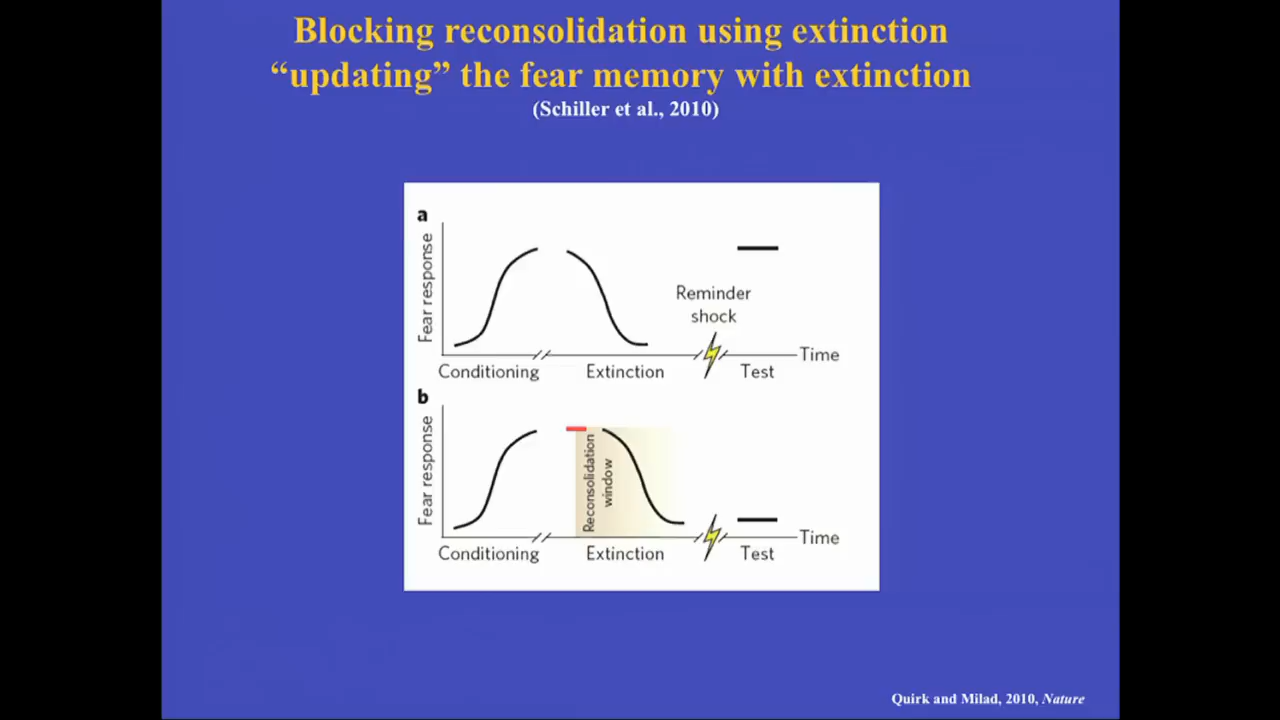 Blocking reconsolidation using extinction
“updating” the fear memory with extinction
(Schiller et al., 2010)
a
Fear response
Reminder
shock
Time
Conditioning
Extinction
Test
b
Fear response
Reconsolidation
window
Time
Conditioning
Extinction
Test
Quirk and Milad, 2010, Nature